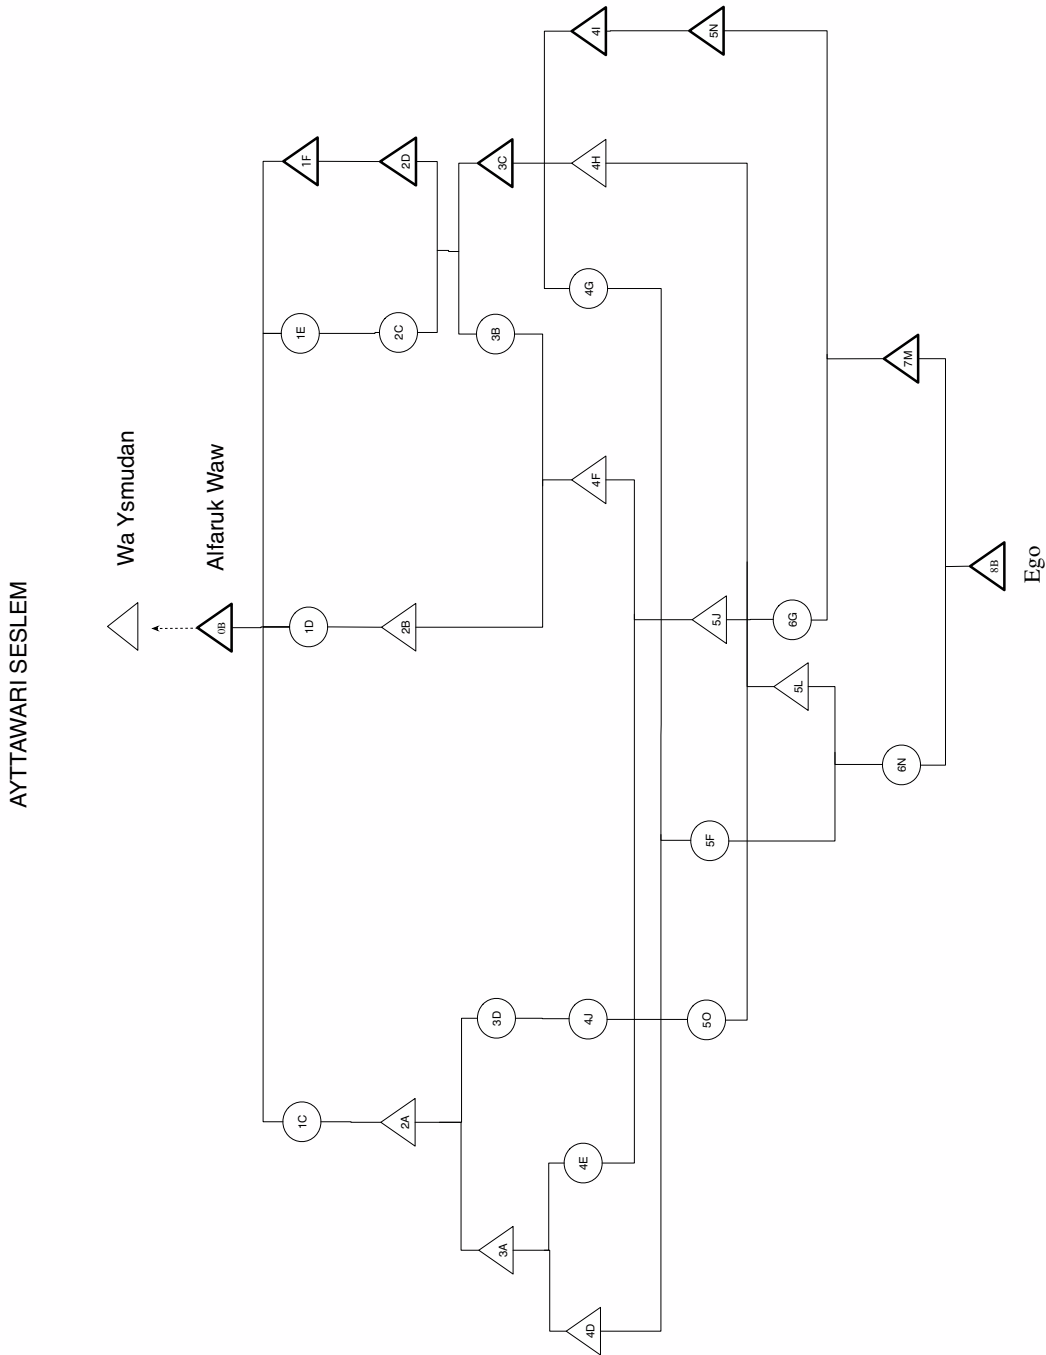 AYTTAWARI SESLEM
Wa Ysmudan
Alfaruk Waw
0B
1C
1D
1E
1F
2A
2B
2C
2D
3A
3D
3B
3C
4D
4E
4J
4F
4G
4H
4I
5O
5F
5J
5N
5L
6G
6N
7M
8B
Ego